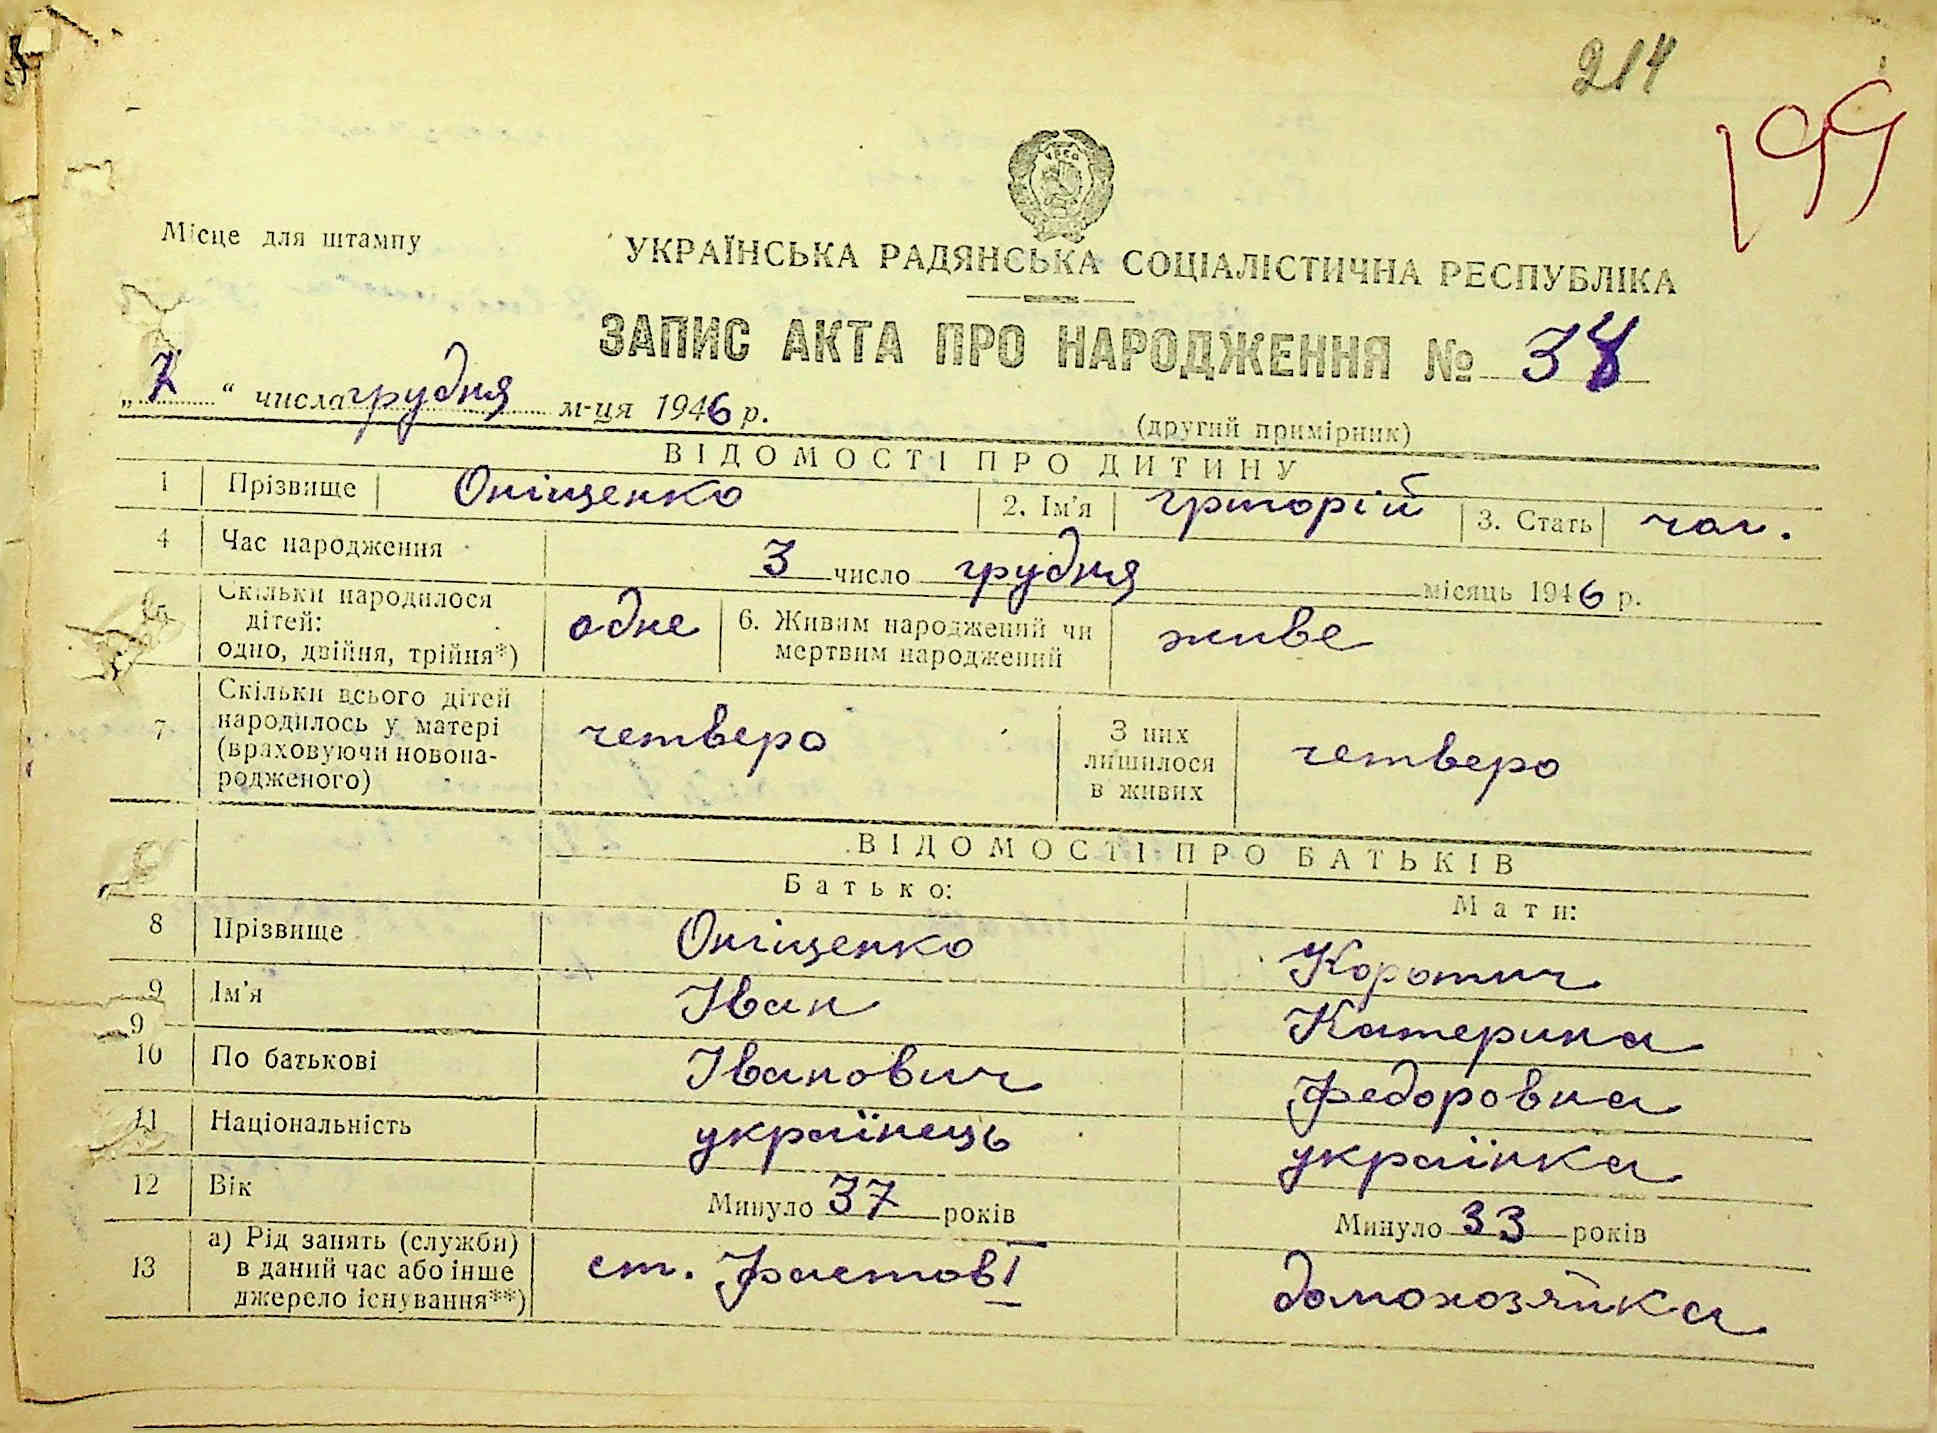 214
199
Місце для штампу
УКРАЇНСЬКА РАДЯНСЬКА СОЦІАЛІСТИЧНА РЕСПУБЛІКА
ЗАПИС АКТА ПРО НАРОДЖЕННЯ № 38
„7“ числа грудня м-ця 1946 р.
(другий примірник)
ВІДОМОСТІ ПРО ДИТИНУ
1 Прізвище Оніщенко 2. Ім'я Григорій 3. Стать чол.
4 Час народження 3 число грудня місяць 1946 р.
Скільки народилося
дітей:
одно, двійня, трійня*)
одне
6. Живим народжений чи
мертвим народжений
живе
7
Скільки всього дітей
народилось у матері
(враховуючи новона-
родженого)
четверо
З них
лишилося
в живих
четверо
ВІДОМОСТІ ПРО БАТЬКІВ
Батько: Мати:
8 Прізвище Оніщенко Коротич
9 Ім'я Іван Катерина
9
10 По батькові Іванович Федоровна
11 Національність українець українка
12 Вік Минуло 37 років Минуло 33 років
13
а) Рід занять (служби)
в даний час або інше
джерело існування**)
ст. Фастов I
домохозяйка